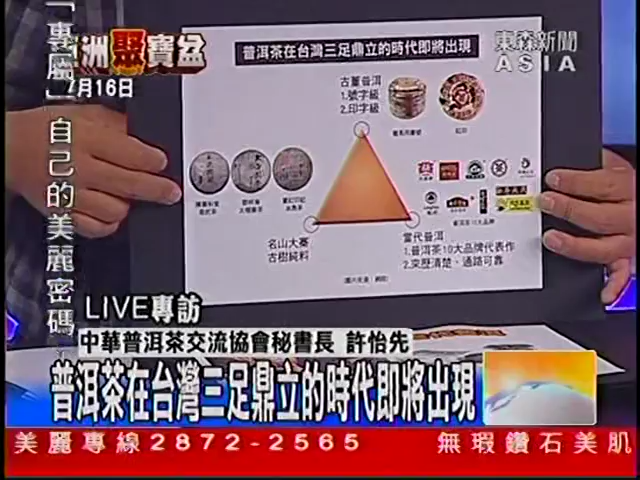 「專屬」自己的美麗密碼
亞洲聚寶盆
7月16日
東森新聞
ASIA
普洱茶在台灣三足鼎立的時代即將出現
古董普洱
1.號字級
2.印字級
名山大寨
古樹純料
當代普洱
1.普洱茶10大品牌代表作
2.來歷清楚、通路可靠
LIVE專訪
中華普洱茶交流協會秘書長 許怡先
普洱茶在台灣三足鼎立的時代即將出現
美麗專線2872-2565
無瑕鑽石美肌